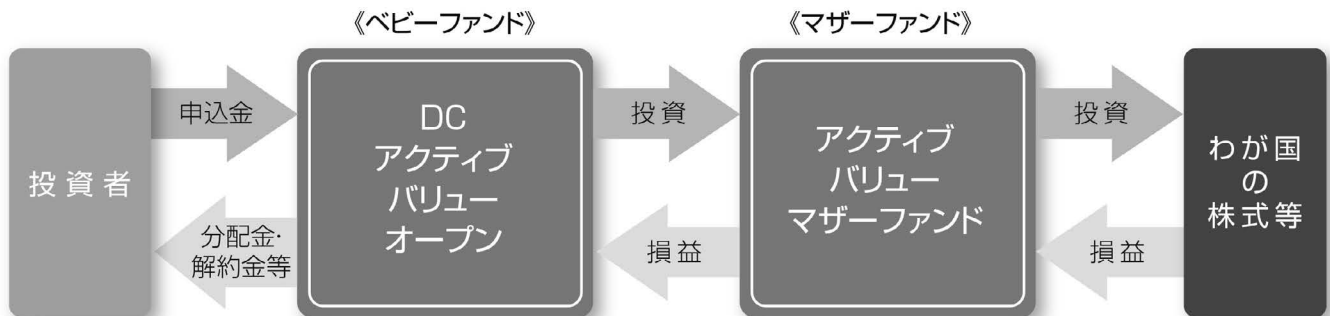 《ベビーファンド》
《マザーファンド》
投資者
申込金
分配金・
解約金等
DC
アクティブ
バリュー
オープン
投資
損益
アクティブ
バリュー
マザーファンド
投資
損益
わが国
の
株式等